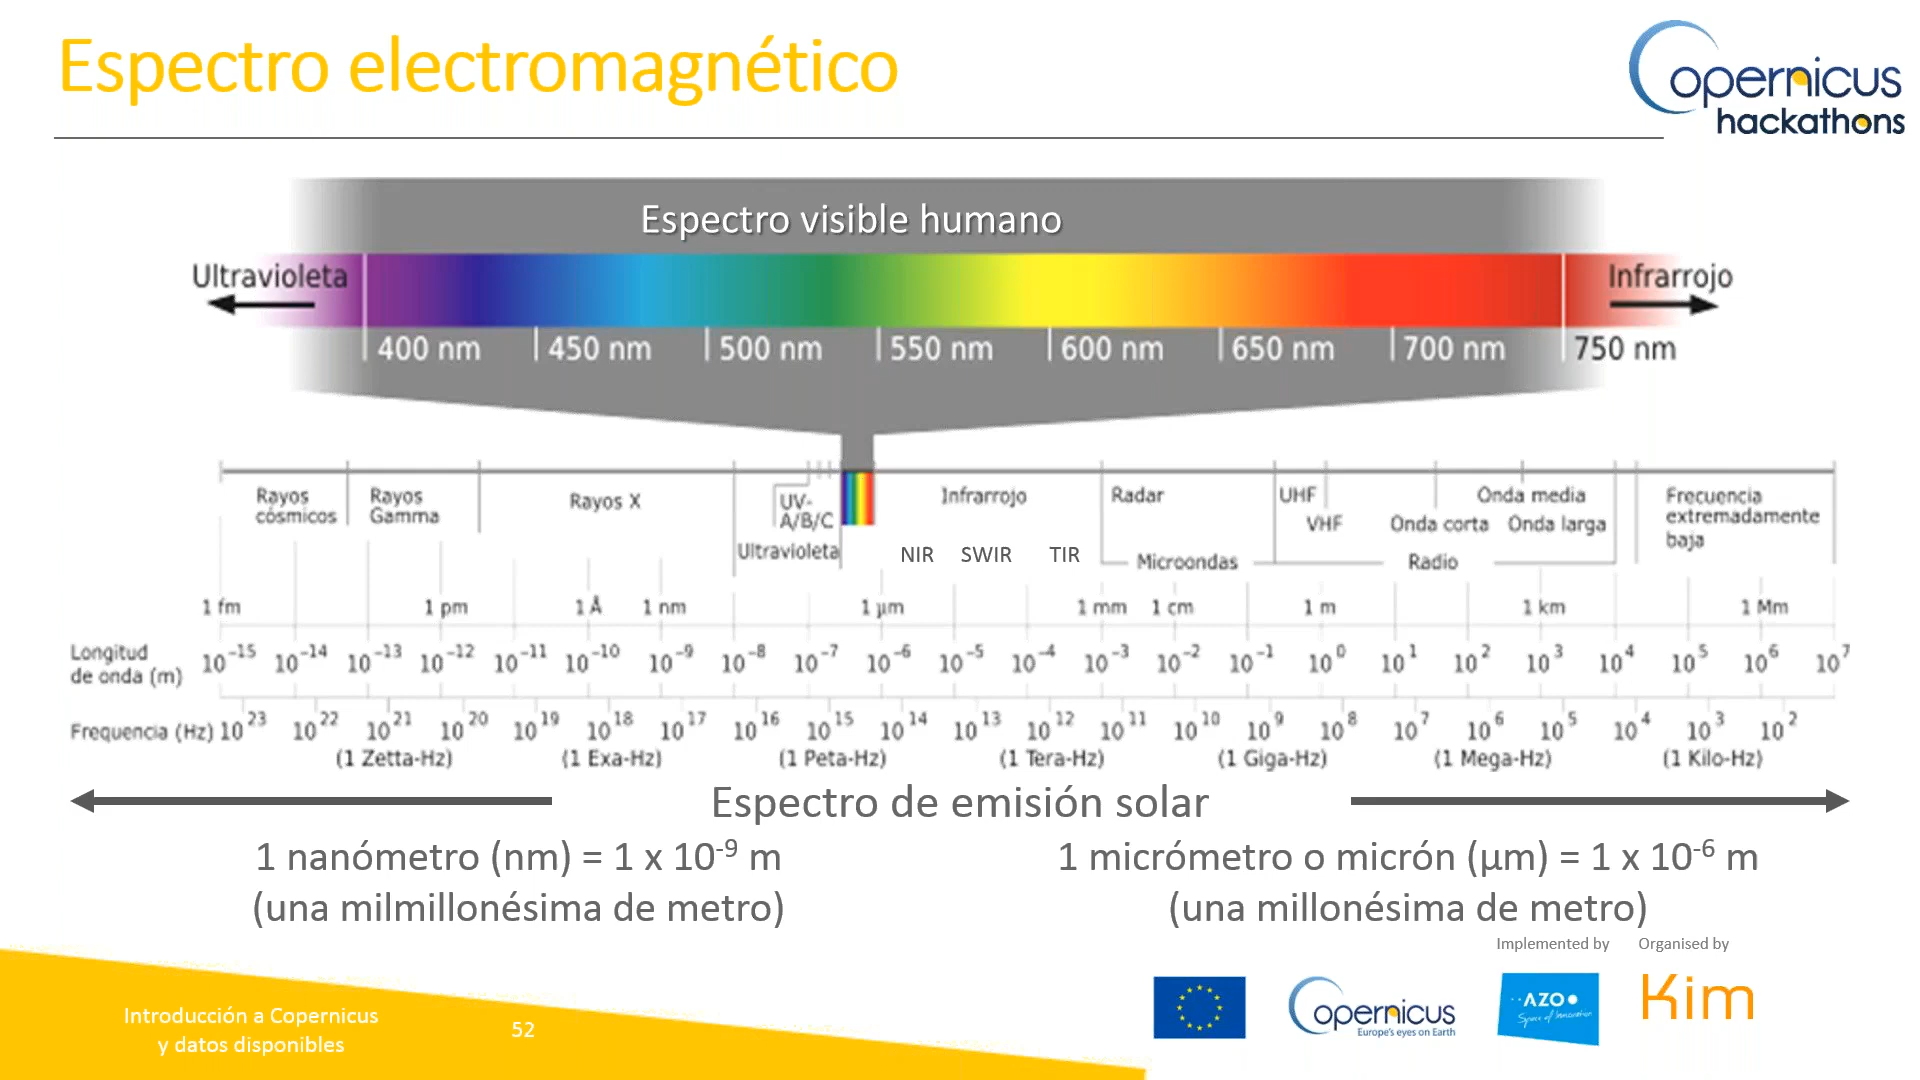 Espectro electromagnético
Copernicus
hackathons
Espectro visible humano
Ultravioleta
Infrarrojo
400 nm 450 nm 500 nm 550 nm 600 nm 650 nm 700 nm 750 nm
Rayos cósmicos
Rayos Gamma
Rayos X
UV-A/B/C
Ultravioleta
Infrarrojo
NIR SWIR TIR
Radar
Microondas
UHF
VHF
Onda corta
Onda media
Onda larga
Radio
Frecuencia extremadamente baja
1 fm 1 pm 1 Å 1 nm 1 µm 1 mm 1 cm 1 m 1 km 1 Mm
Longitud de onda (m) 10⁻¹⁵ 10⁻¹⁴ 10⁻¹³ 10⁻¹² 10⁻¹¹ 10⁻¹⁰ 10⁻⁹ 10⁻⁸ 10⁻⁷ 10⁻⁶ 10⁻⁵ 10⁻⁴ 10⁻³ 10⁻² 10⁻¹ 10⁰ 10¹ 10² 10³ 10⁴ 10⁵ 10⁶ 10⁷
Frequencia (Hz) 10²³ 10²² 10²¹ 10²⁰ 10¹⁹ 10¹⁸ 10¹⁷ 10¹⁶ 10¹⁵ 10¹⁴ 10¹³ 10¹² 10¹¹ 10¹⁰ 10⁹ 10⁸ 10⁷ 10⁶ 10⁵ 10⁴ 10³ 10²
(1 Zetta-Hz) (1 Exa-Hz) (1 Peta-Hz) (1 Tera-Hz) (1 Giga-Hz) (1 Mega-Hz) (1 Kilo-Hz)
Espectro de emisión solar
1 nanómetro (nm) = 1 x 10⁻⁹ m
(una milmillonésima de metro)
1 micrómetro o micrón (µm) = 1 x 10⁻⁶ m
(una millonésima de metro)
Implemented by
Organised by
Copernicus
Europe's eyes on Earth
AZO
Space of Innovation
Kim
Introducción a Copernicus
y datos disponibles
52